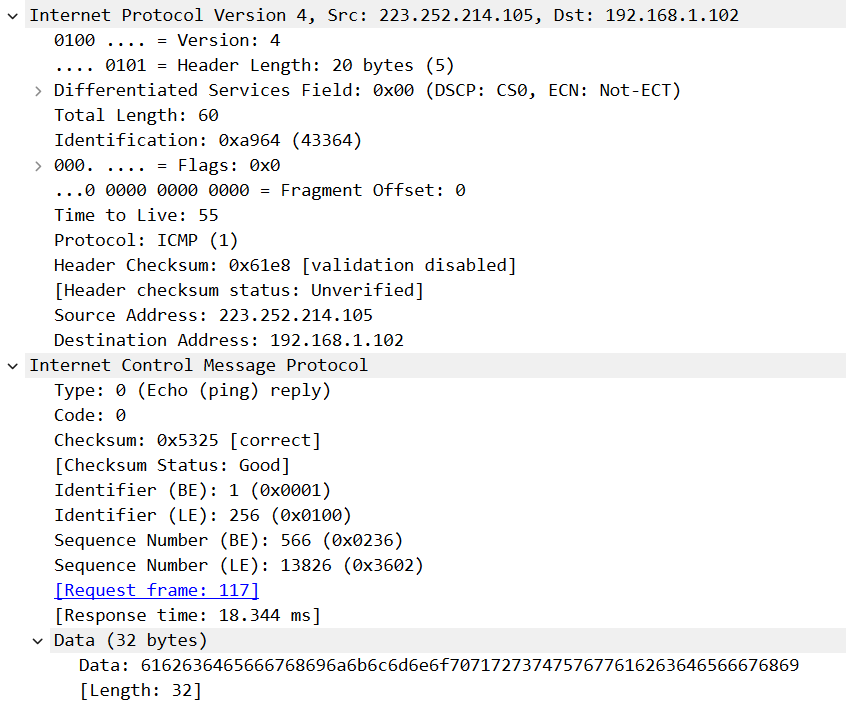 Internet Protocol Version 4, Src: 223.252.214.105, Dst: 192.168.1.102
0100 .... = Version: 4
.... 0101 = Header Length: 20 bytes (5)
Differentiated Services Field: 0x00 (DSCP: CS0, ECN: Not-ECT)
Total Length: 60
Identification: 0xa964 (43364)
000. .... = Flags: 0x0
...0 0000 0000 0000 = Fragment Offset: 0
Time to Live: 55
Protocol: ICMP (1)
Header Checksum: 0x61e8 [validation disabled]
[Header checksum status: Unverified]
Source Address: 223.252.214.105
Destination Address: 192.168.1.102
Internet Control Message Protocol
Type: 0 (Echo (ping) reply)
Code: 0
Checksum: 0x5325 [correct]
[Checksum Status: Good]
Identifier (BE): 1 (0x0001)
Identifier (LE): 256 (0x0100)
Sequence Number (BE): 566 (0x0236)
Sequence Number (LE): 13826 (0x3602)
[Request frame: 117]
[Response time: 18.344 ms]
Data (32 bytes)
Data: 6162636465666768696a6b6c6d6e6f7071727374757677616263646566676869
[Length: 32]